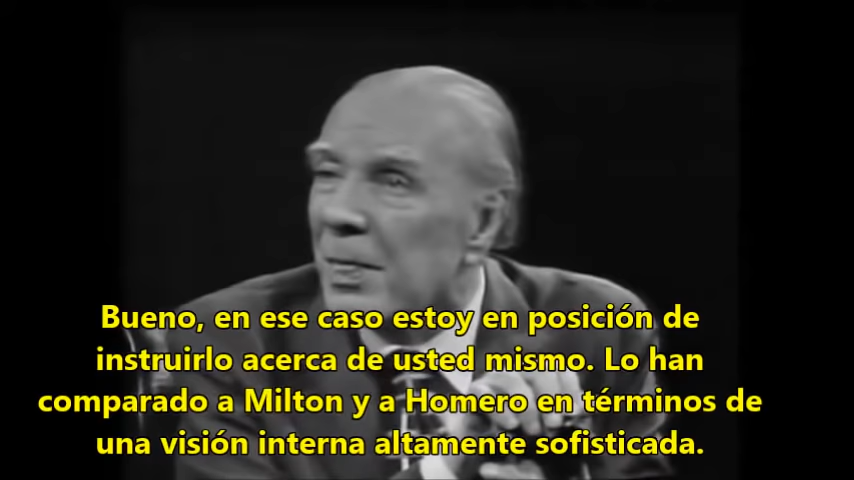 Bueno, en ese caso estoy en posición de
instruirlo acerca de usted mismo. Lo han
comparado a Milton y a Homero en términos de
una visión interna altamente sofisticada.